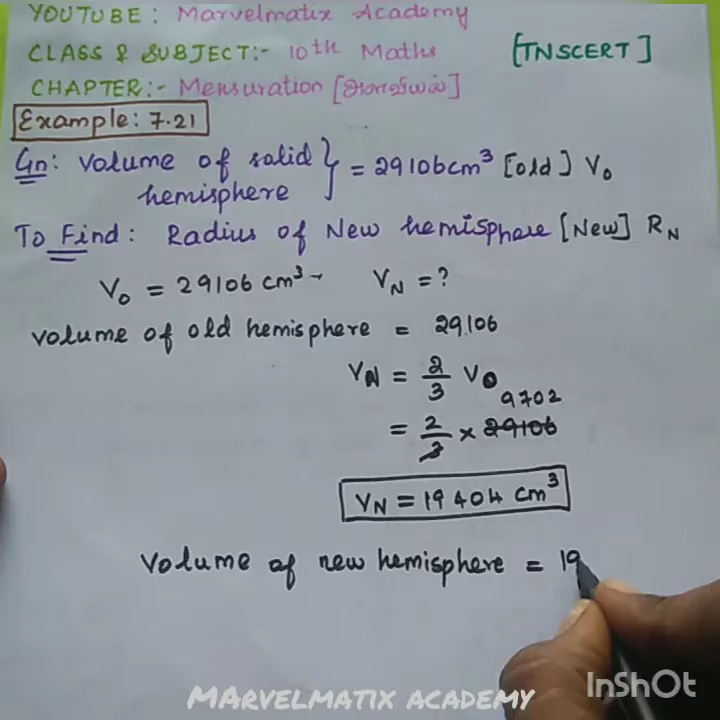 YOUTUBE: Marvelmatix Academy
CLASS & SUBJECT:- 10th Maths [TNSCERT]
CHAPTER:- Mensuration [அளவியல்]
Example: 7.21
Gn: Volume of solid hemisphere } = 29106cm³ [old] V₀
To Find: Radius of New hemisphere [New] R_N
V₀ = 29106 cm³ V_N = ?
volume of old hemisphere = 29106
V_N = 2/3 V₀
9702
= 2/3 × 29106
V_N = 19404 cm³
Volume of new hemisphere = 19
MARVELMATIX ACADEMY
InShOt